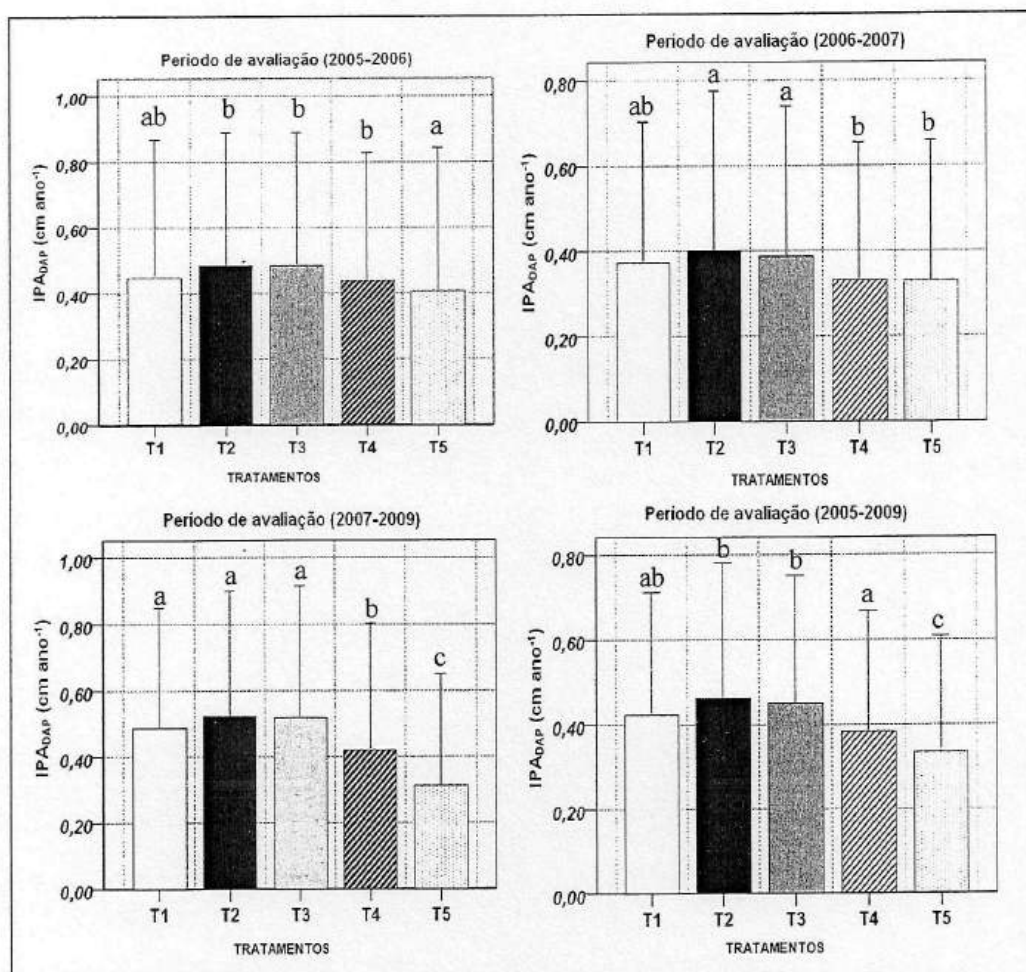 Período de avaliação (2005-2006)
IPA_DAP (cm ano⁻¹)
1,00
0,80
0,60
0,40
0,20
0,00
ab
b
b
b
a
T1
T2
T3
T4
T5
TRATAMENTOS
Período de avaliação (2006-2007)
IPA_DAP (cm ano⁻¹)
0,80
0,60
0,40
0,20
0,00
ab
a
a
b
b
T1
T2
T3
T4
T5
TRATAMENTOS
Período de avaliação (2007-2009)
IPA_DAP (cm ano⁻¹)
1,00
0,80
0,60
0,40
0,20
0,00
a
a
a
b
c
T1
T2
T3
T4
T5
TRATAMENTOS
Período de avaliação (2005-2009)
IPA_DAP (cm ano⁻¹)
0,80
0,60
0,40
0,20
0,00
ab
b
b
a
c
T1
T2
T3
T4
T5
TRATAMENTOS